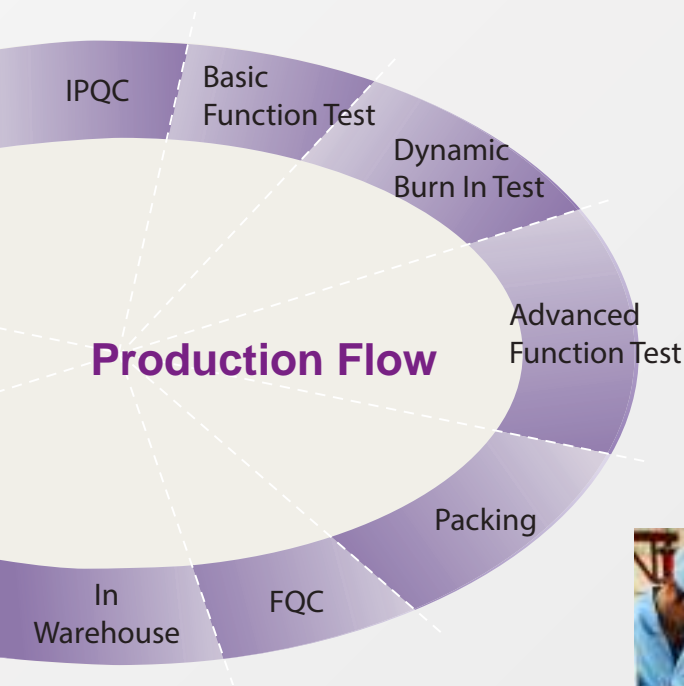 IPQC
Basic
Function Test
Dynamic
Burn In Test
Advanced
Function Test
Production Flow
Packing
FQC
In
Warehouse